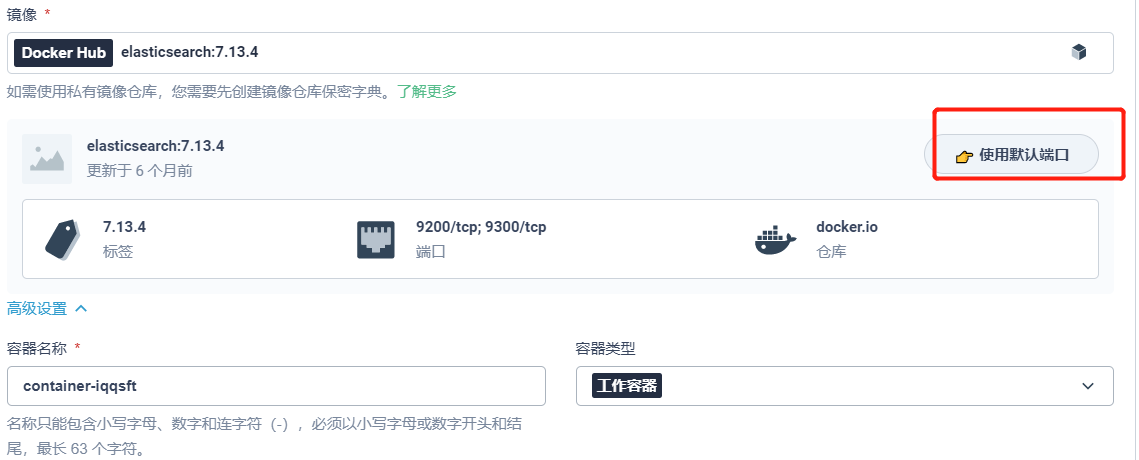 镜像 *
Docker Hub elasticsearch:7.13.4
如需使用私有镜像仓库，您需要先创建镜像仓库保密字典。了解更多
elasticsearch:7.13.4
更新于 6 个月前
使用默认端口
7.13.4
标签
9200/tcp; 9300/tcp
端口
docker.io
仓库
高级设置
容器名称 *
container-iqqsft
名称只能包含小写字母、数字和连字符（-），必须以小写字母或数字开头和结
尾，最长 63 个字符。
容器类型
工作容器